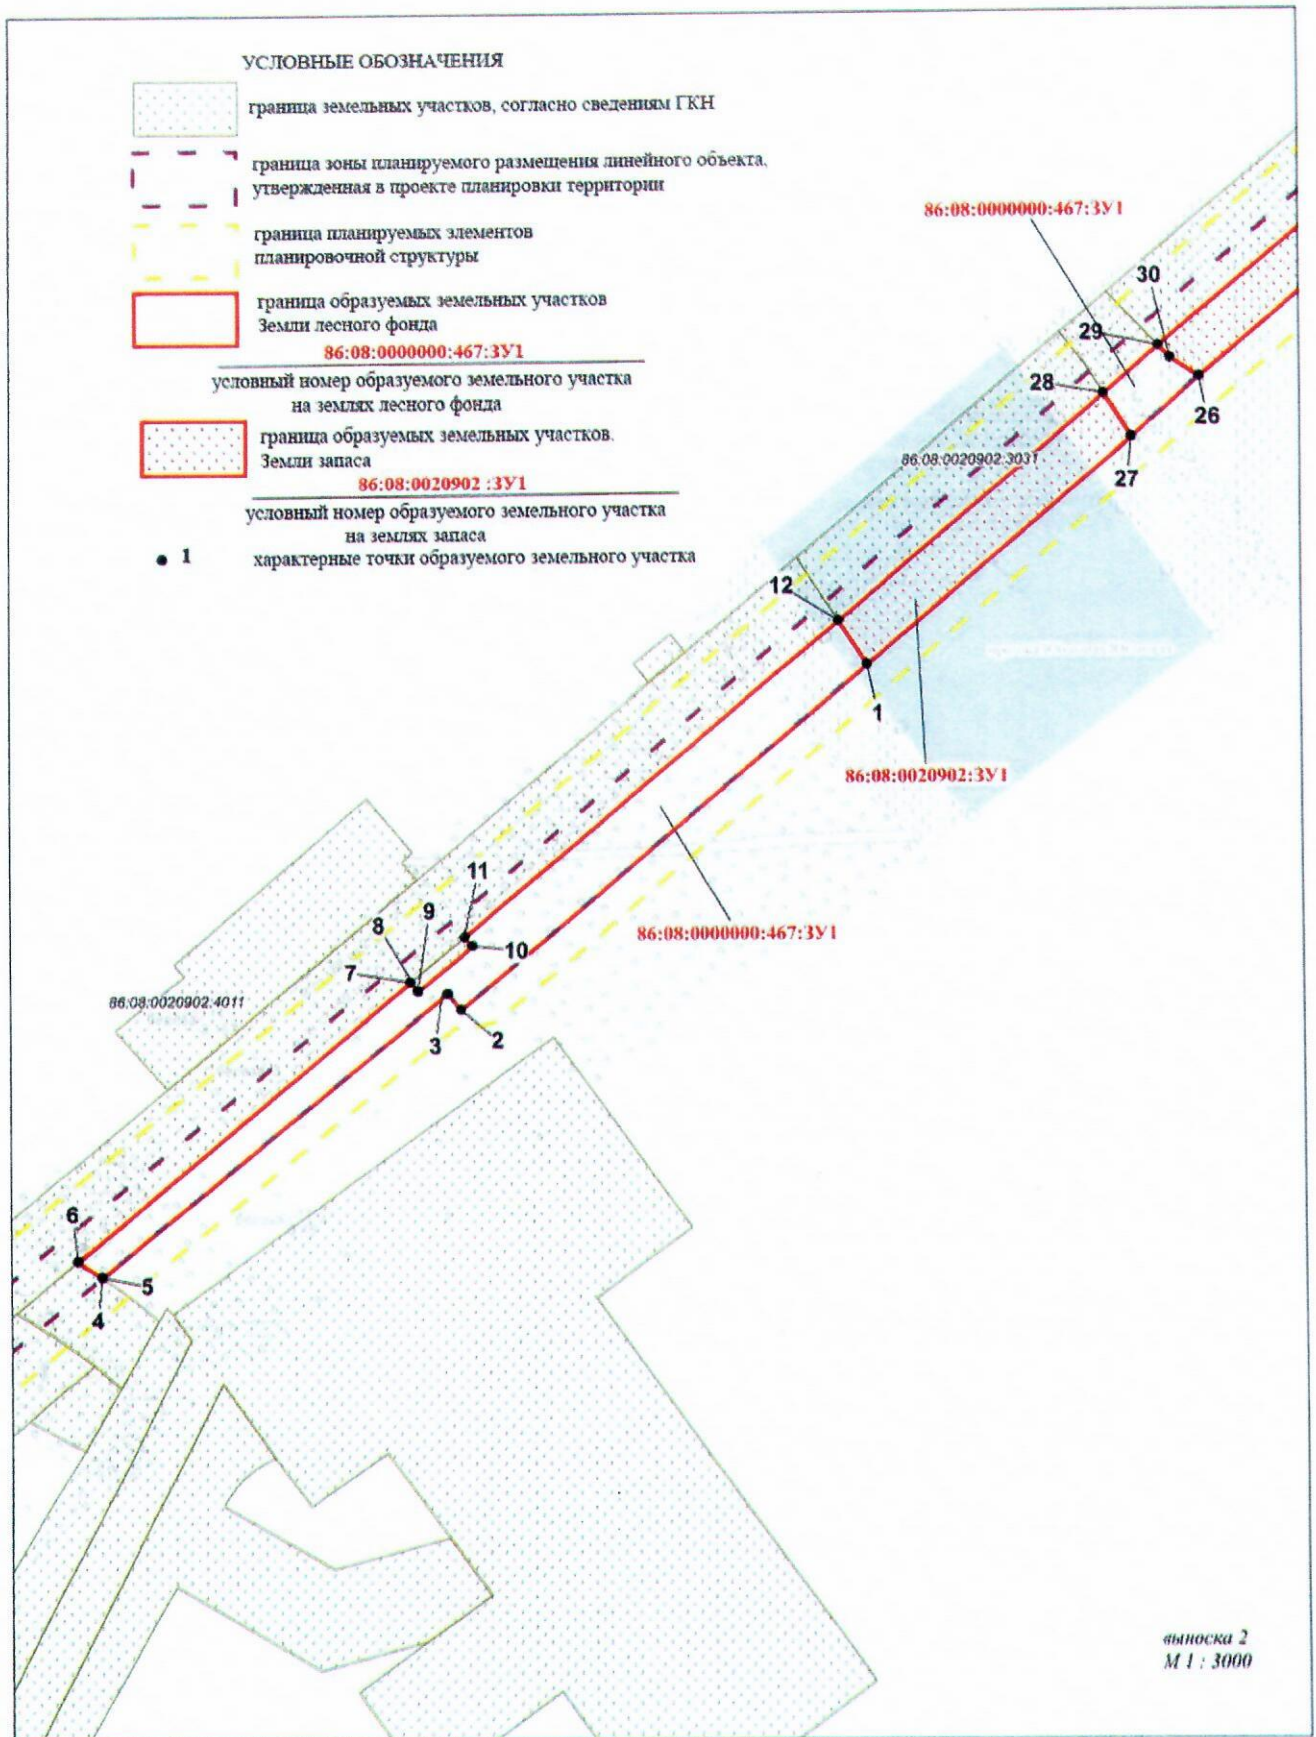 УСЛОВНЫЕ ОБОЗНАЧЕНИЯ
граница земельных участков, согласно сведениям ГКН
граница зоны планируемого размещения линейного объекта,
утвержденная в проекте планировки территории
граница планируемых элементов
планировочной структуры
граница образуемых земельных участков
Земли лесного фонда
86:08:0000000:467:ЗУ1
условный номер образуемого земельного участка
на землях лесного фонда
граница образуемых земельных участков.
Земли запаса
86:08:0020902 :ЗУ1
условный номер образуемого земельного участка
на землях запаса
1 характерные точки образуемого земельного участка
86:08:0000000:467:ЗУ1
30
29
28
26
86:08:0020902:3031
27
12
1
86:08:0020902:ЗУ1
11
9
8
86:08:0000000:467:ЗУ1
10
7
86:08:0020902:4011
3
2
6
5
4
выноска 2
М 1 : 3000